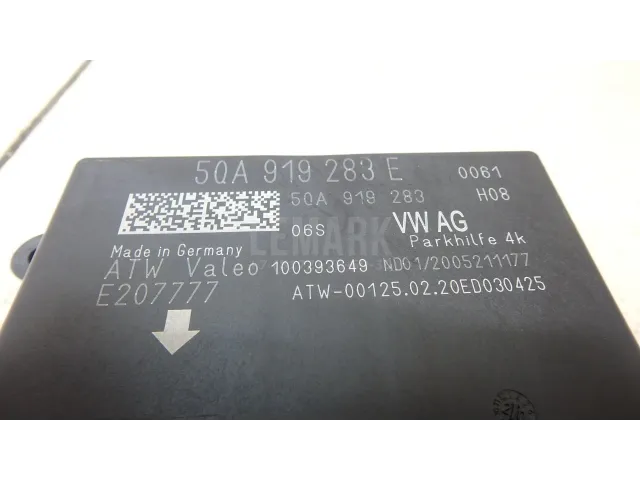 5QA 919 283 E 0061
5QA 919 283 H08
06S VW AG
LEMARK
Made in Germany Parkhilfe 4k
ATW Valeo 100393649 ND01/2005211177
E207777 ATW-00125.02.20ED030425